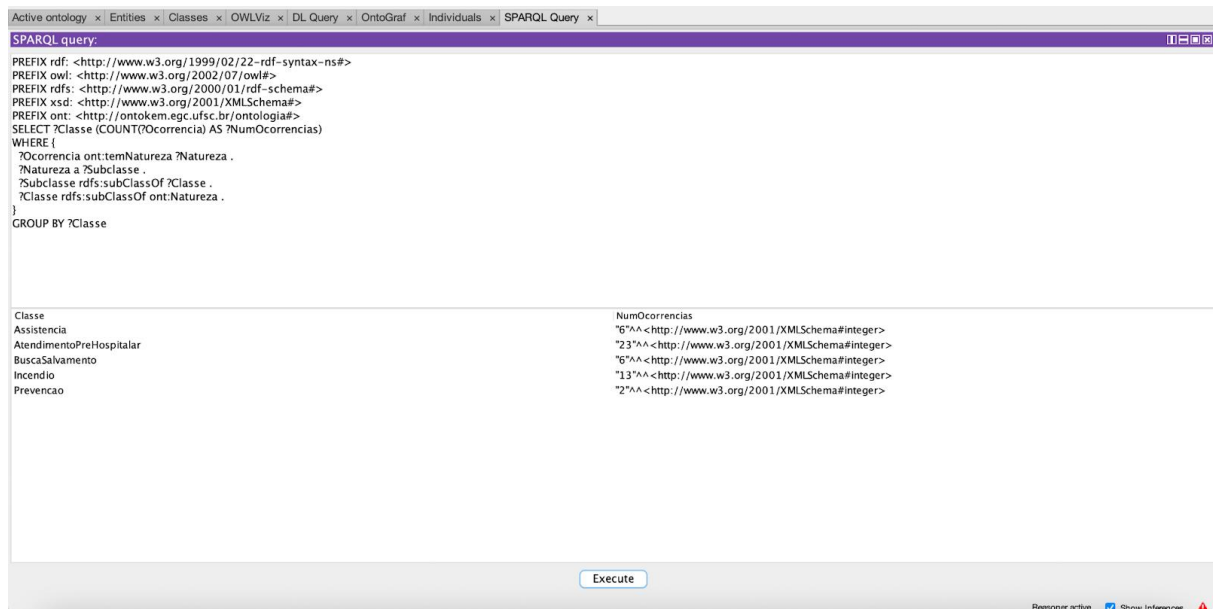 Active ontology × Entities × Classes × OWLViz × DL Query × OntoGraf × Individuals × SPARQL Query ×
SPARQL query:
PREFIX rdf: <http://www.w3.org/1999/02/22-rdf-syntax-ns#>
PREFIX owl: <http://www.w3.org/2002/07/owl#>
PREFIX rdfs: <http://www.w3.org/2000/01/rdf-schema#>
PREFIX xsd: <http://www.w3.org/2001/XMLSchema#>
PREFIX ont: <http://ontokem.egc.ufsc.br/ontologia#>
SELECT ?Classe (COUNT(?Ocorrencia) AS ?NumOcorrencias)
WHERE {
?Ocorrencia ont:temNatureza ?Natureza .
?Natureza a ?Subclasse .
?Subclasse rdfs:subClassOf ?Classe .
?Classe rdfs:subClassOf ont:Natureza .
}
GROUP BY ?Classe
Classe NumOcorrencias
Assistencia "6"^^<http://www.w3.org/2001/XMLSchema#integer>
AtendimentoPreHospitalar "23"^^<http://www.w3.org/2001/XMLSchema#integer>
BuscaSalvamento "6"^^<http://www.w3.org/2001/XMLSchema#integer>
Incendio "13"^^<http://www.w3.org/2001/XMLSchema#integer>
Prevencao "2"^^<http://www.w3.org/2001/XMLSchema#integer>
Execute
Reasoner active Show Inferences